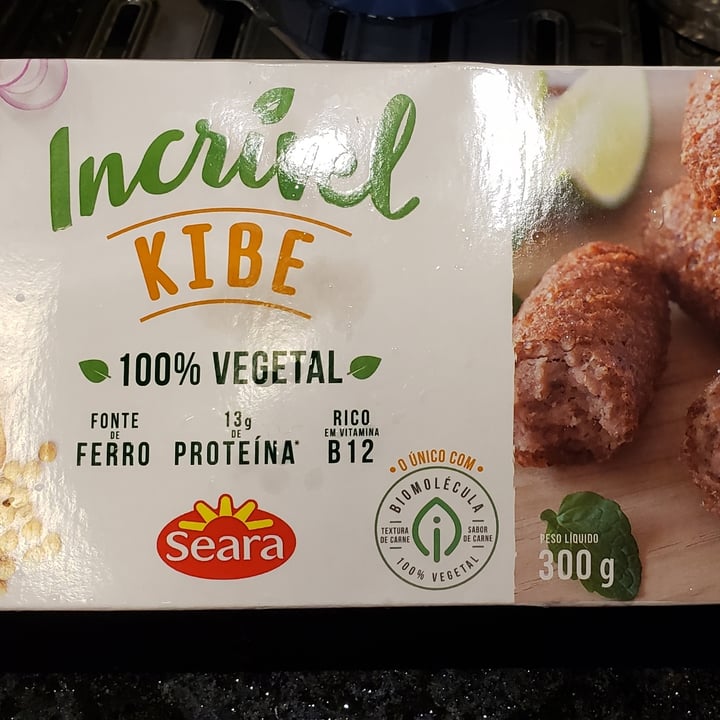 Incrível
KIBE
100% VEGETAL
FONTE
DE
FERRO
13g
DE
PROTEÍNA*
RICO
EM VITAMINA
B12
Seara
• O ÚNICO COM •
BIOMOLÉCULA
TEXTURA
DE CARNE
SABOR
DE CARNE
100% VEGETAL
PESO LÍQUIDO
300 g